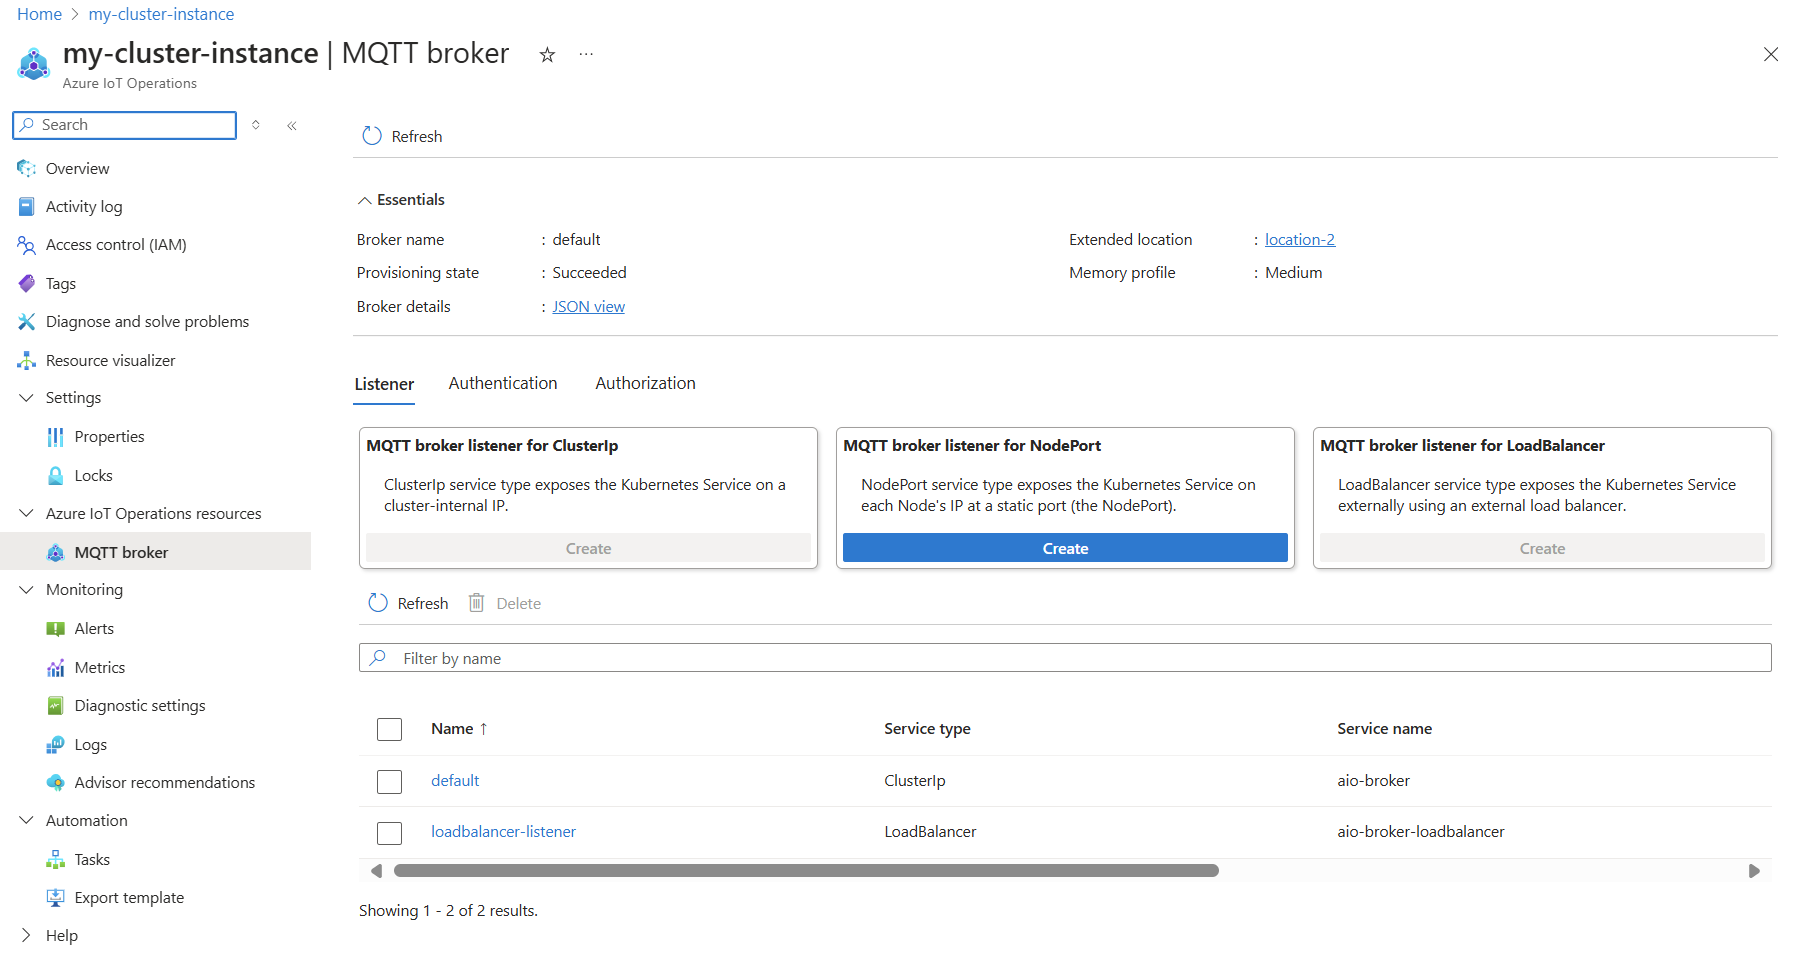 Home > my-cluster-instance
my-cluster-instance | MQTT broker
Azure IoT Operations
Search
Overview
Activity log
Access control (IAM)
Tags
Diagnose and solve problems
Resource visualizer
Settings
Properties
Locks
Azure IoT Operations resources
MQTT broker
Monitoring
Alerts
Metrics
Diagnostic settings
Logs
Advisor recommendations
Automation
Tasks
Export template
Help
Refresh
Essentials
Broker name : default
Provisioning state : Succeeded
Broker details : JSON view
Extended location : location-2
Memory profile : Medium
Listener Authentication Authorization
MQTT broker listener for ClusterIp
ClusterIp service type exposes the Kubernetes Service on a
cluster-internal IP.
Create
MQTT broker listener for NodePort
NodePort service type exposes the Kubernetes Service on
each Node's IP at a static port (the NodePort).
Create
MQTT broker listener for LoadBalancer
LoadBalancer service type exposes the Kubernetes Service
externally using an external load balancer.
Create
Refresh Delete
Filter by name
Name ↑ Service type Service name
default ClusterIp aio-broker
loadbalancer-listener LoadBalancer aio-broker-loadbalancer
Showing 1 - 2 of 2 results.